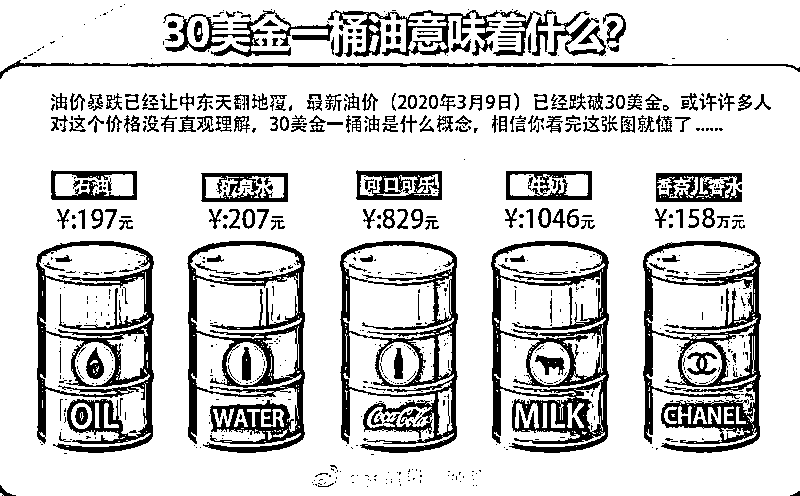 30美金一桶油意味着什么?
油价暴跌已经让中东天翻地覆，最新油价（2020年3月9日）已经跌破30美金。或许许多人
对这个价格没有直观理解，30美金一桶油是什么概念，相信你看完这张图就懂了......
石油 矿泉水 可口可乐 牛奶 香奈儿香水
¥:197元 ¥:207元 ¥:829元 ¥:1046元 ¥:158万元
OIL WATER Coca-Cola MILK CHANEL